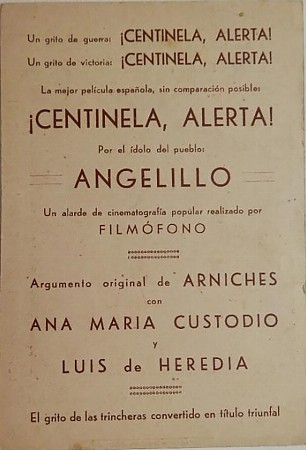 Un grito de guerra: ¡CENTINELA, ALERTA!
Un grito de victoria: ¡CENTINELA, ALERTA!
La mejor película española, sin comparación posible:
¡CENTINELA, ALERTA!
Por el ídolo del pueblo:
ANGELILLO
Un alarde de cinematografía popular realizado por
FILMÓFONO
Argumento original de ARNICHES
con
ANA MARIA CUSTODIO
y
LUIS de HEREDIA
El grito de las trincheras convertido en título triunfal